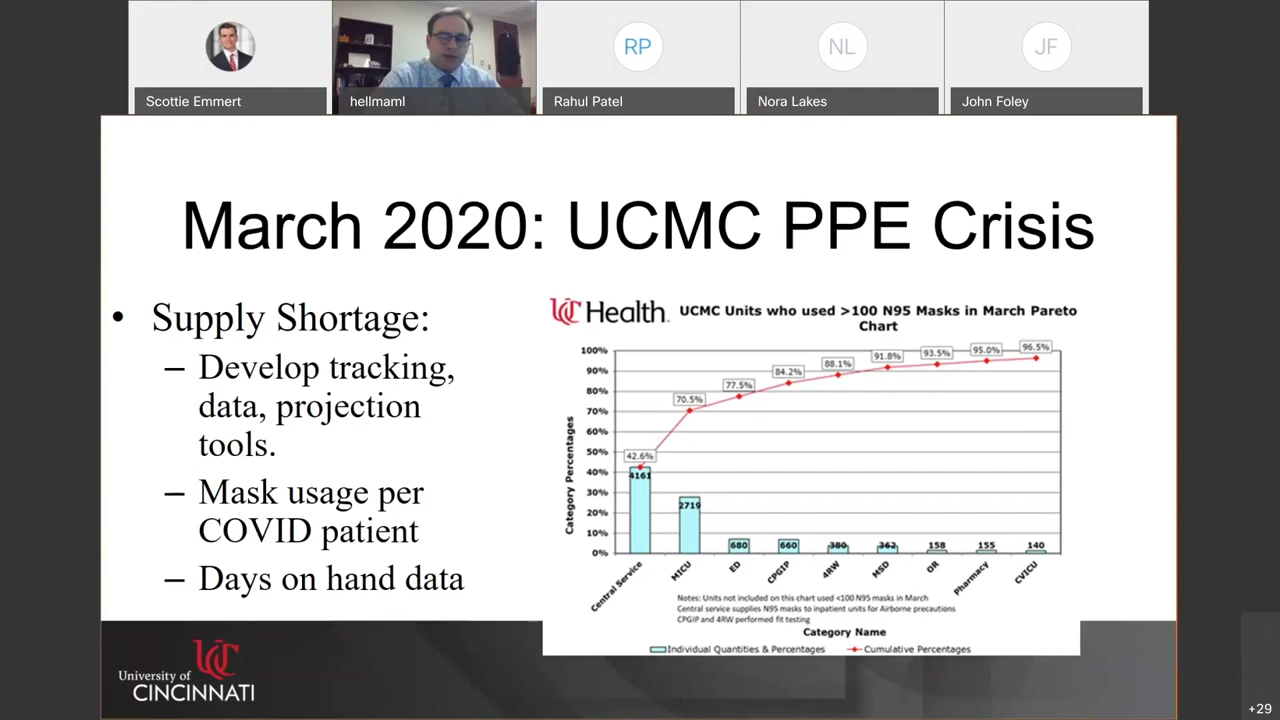 RP
NL
JF
Scottie Emmert
hellmaml
Rahul Patel
Nora Lakes
John Foley
March 2020: UCMC PPE Crisis
• Supply Shortage:
– Develop tracking,
data, projection
tools.
– Mask usage per
COVID patient
– Days on hand data
UC Health.
UCMC Units who used >100 N95 Masks in March Pareto
Chart
Category Percentages
100%
90%
80%
70%
60%
50%
40%
30%
20%
10%
0%
42.6%
70.5%
77.5%
84.2%
88.1%
91.8%
93.5%
95.0%
96.5%
4161
2719
680
660
380
362
158
155
140
Central Service
MICU
ED
CPGIP
4RW
MSD
OR
Pharmacy
CVICU
Notes: Units not included on this chart used <100 N95 masks in March
Central service supplies N95 masks to inpatient units for Airborne precautions
CPGIP and 4RW performed fit testing
Category Name
Individual Quantities & Percentages
Cumulative Percentages
UC
University of
CINCINNATI
+29